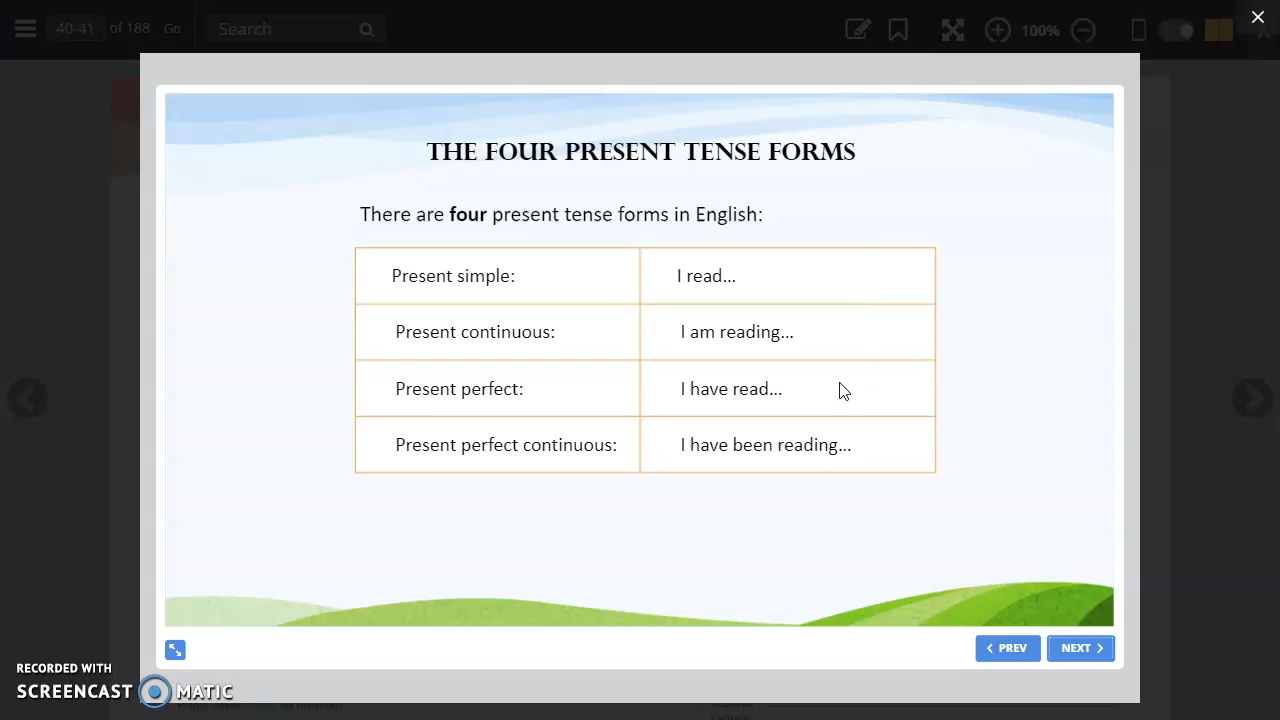 40-41 of 188 Go Search 100%
THE FOUR PRESENT TENSE FORMS
There are four present tense forms in English:
Present simple: I read...
Present continuous: I am reading...
Present perfect: I have read...
Present perfect continuous: I have been reading...
PREV NEXT
RECORDED WITH
SCREENCAST MATIC